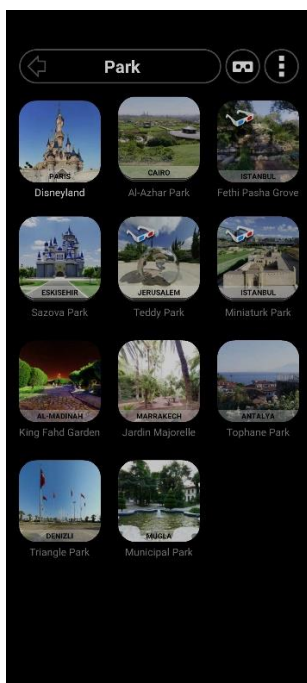 Park
PARIS
Disneyland
CAIRO
Al-Azhar Park
ISTANBUL
Fethi Pasha Grove
ESKISEHIR
Sazova Park
JERUSALEM
Teddy Park
ISTANBUL
Miniaturk Park
AL-MADINAH
King Fahd Garden
MARRAKECH
Jardin Majorelle
ANTALYA
Tophane Park
DENIZLI
Triangle Park
MUGLA
Municipal Park